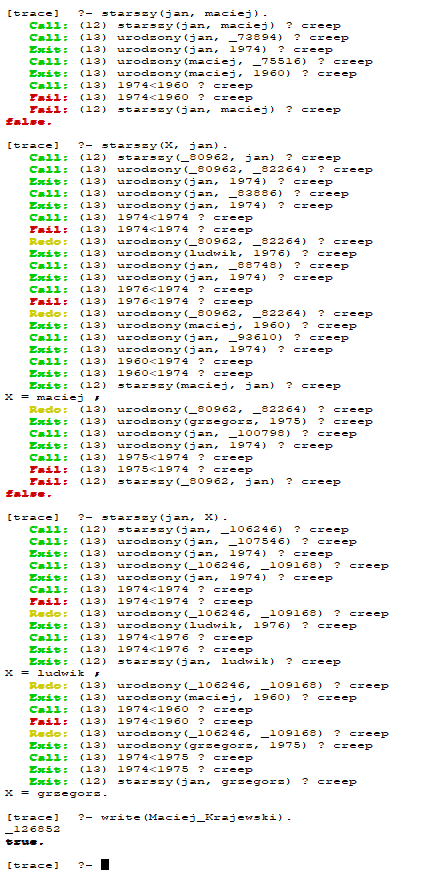 [trace]  ?- starszy(jan, maciej).
   Call: (12) starszy(jan, maciej) ? creep
   Call: (13) urodzony(jan, _73894) ? creep
   Exit: (13) urodzony(jan, 1974) ? creep
   Call: (13) urodzony(maciej, _75516) ? creep
   Exit: (13) urodzony(maciej, 1960) ? creep
   Call: (13) 1974<1960 ? creep
   Fail: (13) 1974<1960 ? creep
   Fail: (12) starszy(jan, maciej) ? creep
false.
[trace]  ?- starszy(X, jan).
   Call: (12) starszy(_80962, jan) ? creep
   Call: (13) urodzony(_80962, _82264) ? creep
   Exit: (13) urodzony(jan, 1974) ? creep
   Call: (13) urodzony(jan, _83886) ? creep
   Exit: (13) urodzony(jan, 1974) ? creep
   Call: (13) 1974<1974 ? creep
   Fail: (13) 1974<1974 ? creep
   Redo: (13) urodzony(_80962, _82264) ? creep
   Exit: (13) urodzony(ludwik, 1976) ? creep
   Call: (13) urodzony(jan, _88748) ? creep
   Exit: (13) urodzony(jan, 1974) ? creep
   Call: (13) 1976<1974 ? creep
   Fail: (13) 1976<1974 ? creep
   Redo: (13) urodzony(_80962, _82264) ? creep
   Exit: (13) urodzony(maciej, 1960) ? creep
   Call: (13) urodzony(jan, _93610) ? creep
   Exit: (13) urodzony(jan, 1974) ? creep
   Call: (13) 1960<1974 ? creep
   Exit: (13) 1960<1974 ? creep
   Exit: (12) starszy(maciej, jan) ? creep
X = maciej ;
   Redo: (13) urodzony(_80962, _82264) ? creep
   Exit: (13) urodzony(grzegorz, 1975) ? creep
   Call: (13) urodzony(jan, _100798) ? creep
   Exit: (13) urodzony(jan, 1974) ? creep
   Call: (13) 1975<1974 ? creep
   Fail: (13) 1975<1974 ? creep
   Fail: (12) starszy(_80962, jan) ? creep
false.
[trace]  ?- starszy(jan, X).
   Call: (12) starszy(jan, _106246) ? creep
   Call: (13) urodzony(jan, _107546) ? creep
   Exit: (13) urodzony(jan, 1974) ? creep
   Call: (13) urodzony(_106246, _109168) ? creep
   Exit: (13) urodzony(jan, 1974) ? creep
   Call: (13) 1974<1974 ? creep
   Fail: (13) 1974<1974 ? creep
   Redo: (13) urodzony(_106246, _109168) ? creep
   Exit: (13) urodzony(ludwik, 1976) ? creep
   Call: (13) 1974<1976 ? creep
   Exit: (13) 1974<1976 ? creep
   Exit: (12) starszy(jan, ludwik) ? creep
X = ludwik ;
   Redo: (13) urodzony(_106246, _109168) ? creep
   Exit: (13) urodzony(maciej, 1960) ? creep
   Call: (13) 1974<1960 ? creep
   Fail: (13) 1974<1960 ? creep
   Redo: (13) urodzony(_106246, _109168) ? creep
   Exit: (13) urodzony(grzegorz, 1975) ? creep
   Call: (13) 1974<1975 ? creep
   Exit: (13) 1974<1975 ? creep
   Exit: (12) starszy(jan, grzegorz) ? creep
X = grzegorz.
[trace]  ?- write(Maciej_Krajewski).
_126852
true.
[trace]  ?-